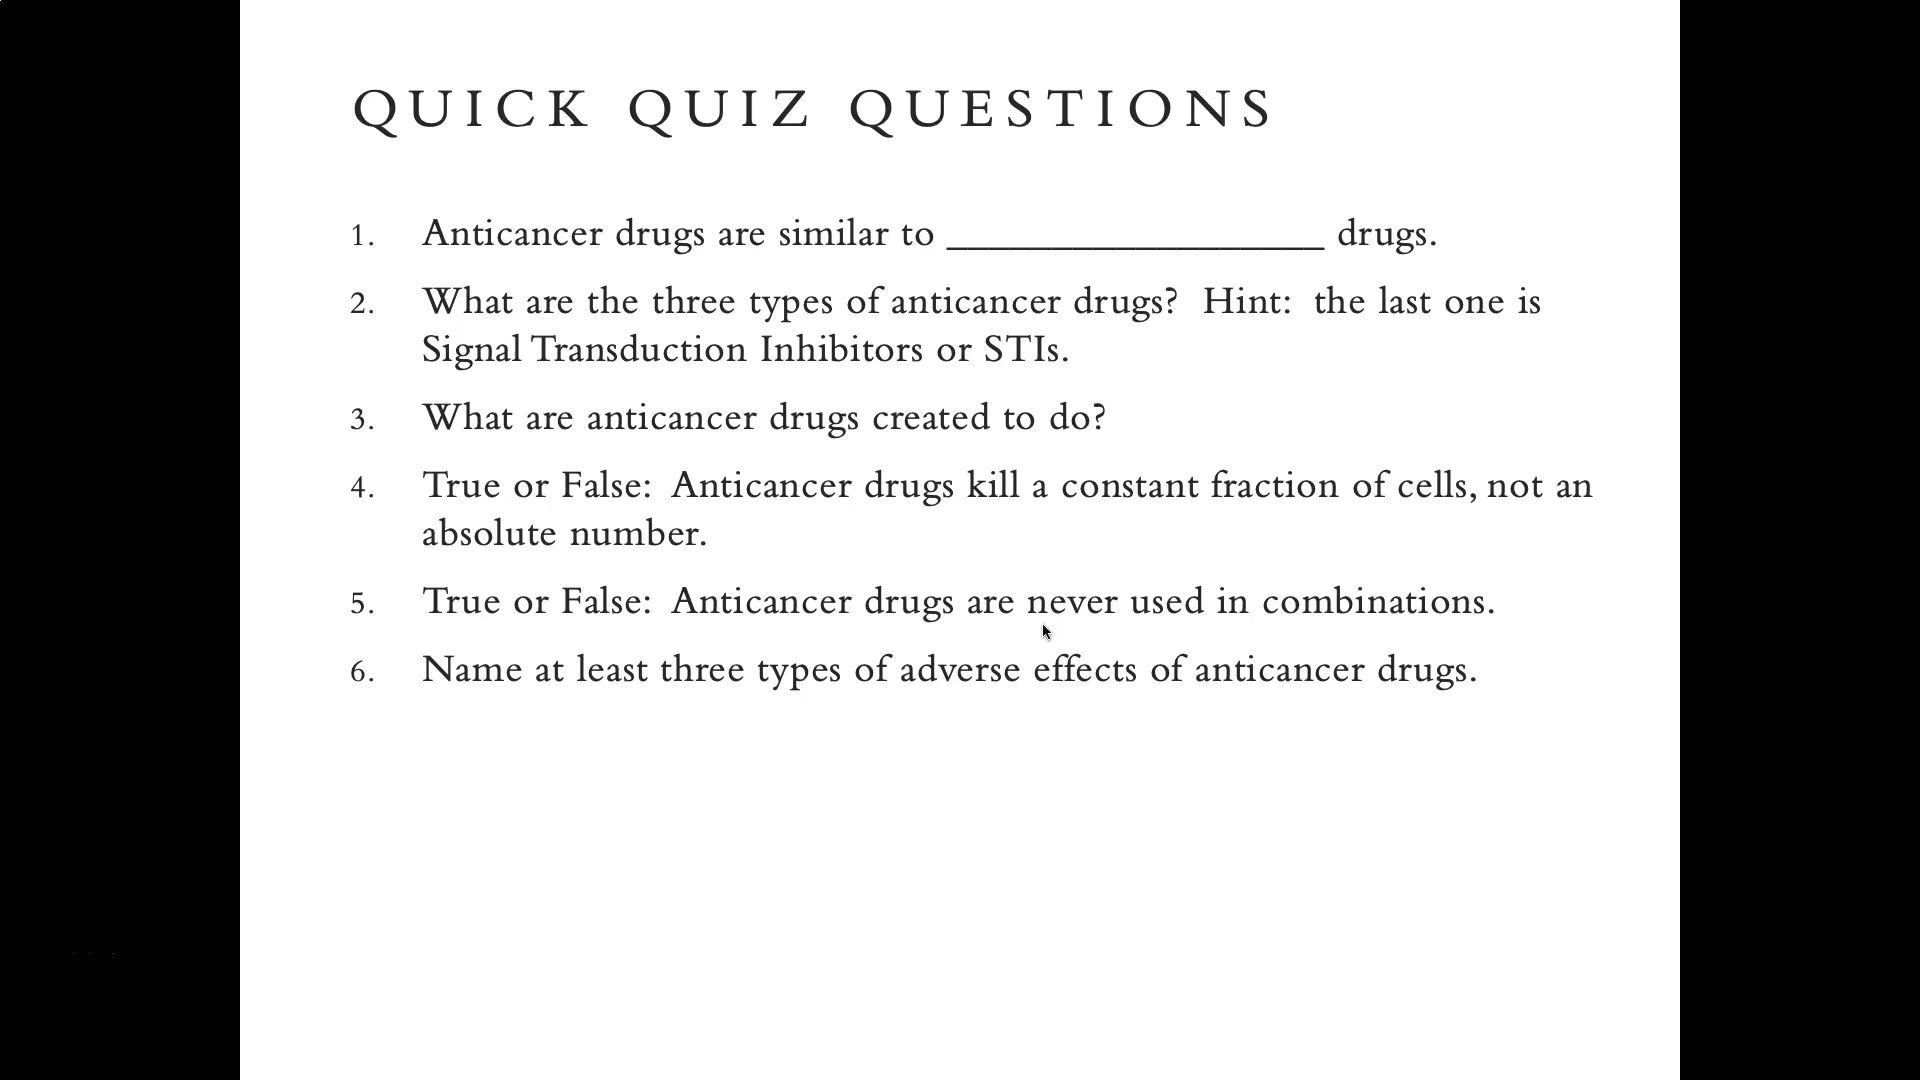 QUICK QUIZ QUESTIONS
1. Anticancer drugs are similar to __________________ drugs.
2. What are the three types of anticancer drugs? Hint: the last one is
Signal Transduction Inhibitors or STIs.
3. What are anticancer drugs created to do?
4. True or False: Anticancer drugs kill a constant fraction of cells, not an
absolute number.
5. True or False: Anticancer drugs are never used in combinations.
6. Name at least three types of adverse effects of anticancer drugs.